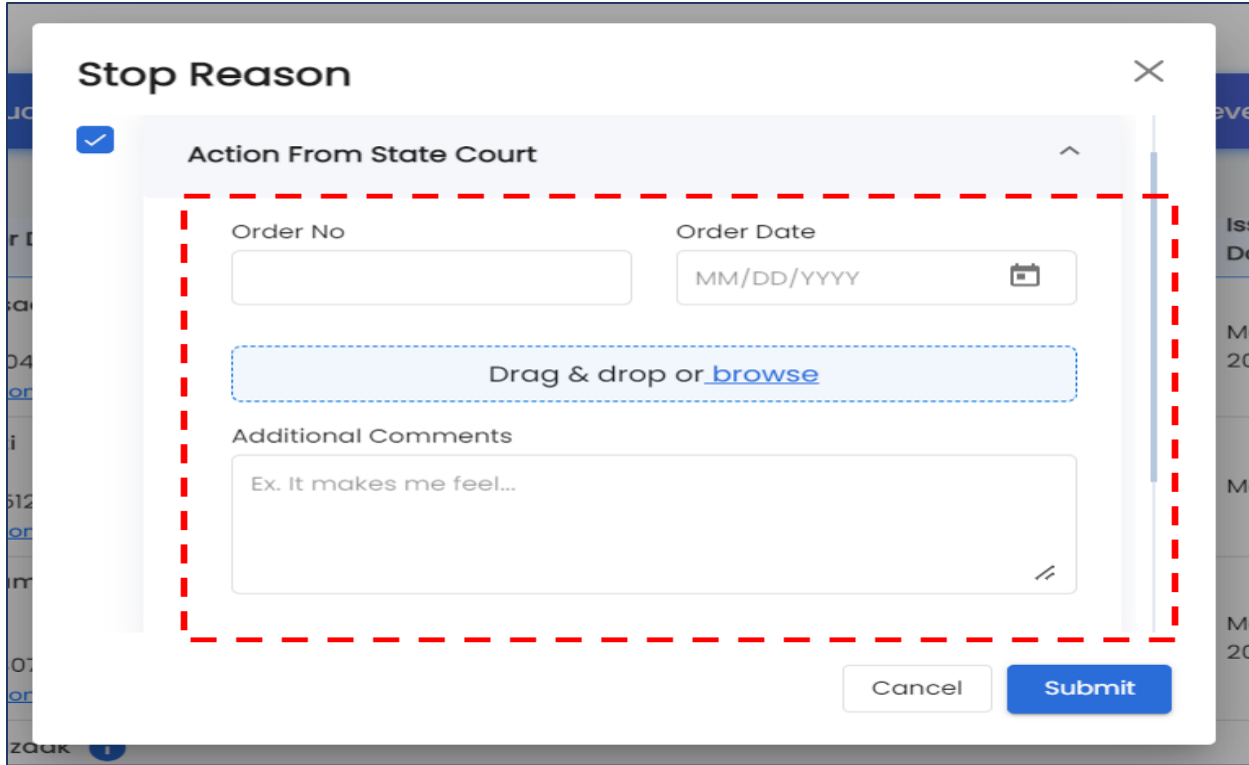 Stop Reason
Action From State Court
Order No
Order Date
MM/DD/YYYY
Drag & drop or browse
Additional Comments
Ex. It makes me feel...
Cancel
Submit